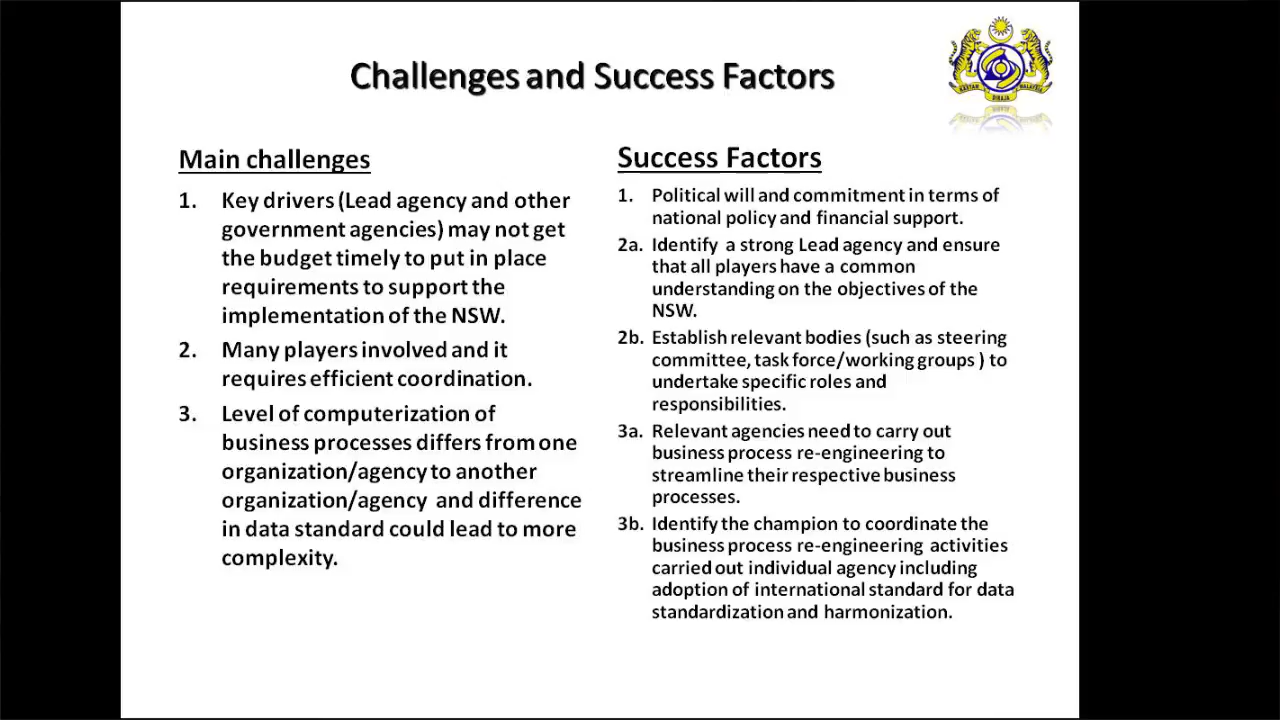 Challenges and Success Factors
KASTAM
DIRAJA
MALAYSIA
Main challenges
1. Key drivers (Lead agency and other
government agencies) may not get
the budget timely to put in place
requirements to support the
implementation of the NSW.
2. Many players involved and it
requires efficient coordination.
3. Level of computerization of
business processes differs from one
organization/agency to another
organization/agency and difference
in data standard could lead to more
complexity.
Success Factors
1. Political will and commitment in terms of
national policy and financial support.
2a. Identify a strong Lead agency and ensure
that all players have a common
understanding on the objectives of the
NSW.
2b. Establish relevant bodies (such as steering
committee, task force/working groups ) to
undertake specific roles and
responsibilities.
3a. Relevant agencies need to carry out
business process re-engineering to
streamline their respective business
processes.
3b. Identify the champion to coordinate the
business process re-engineering activities
carried out individual agency including
adoption of international standard for data
standardization and harmonization.